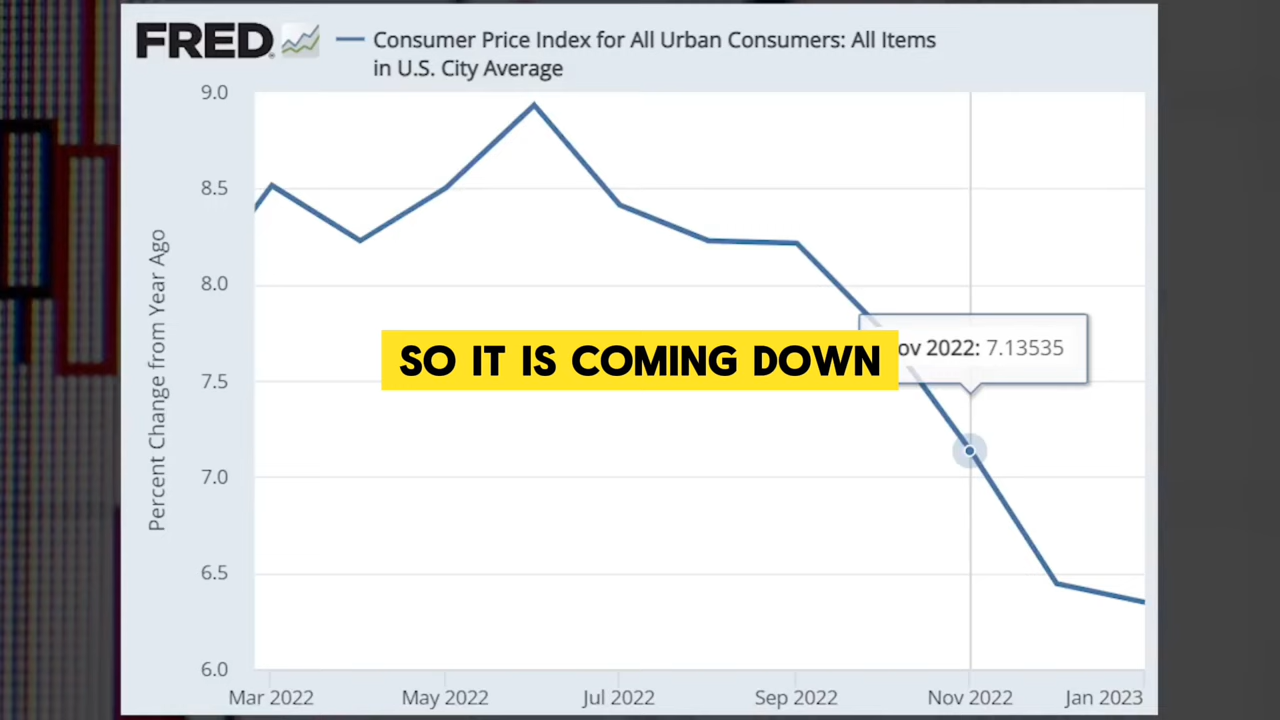 FRED
Consumer Price Index for All Urban Consumers: All Items
in U.S. City Average
9.0
8.5
8.0
7.5
7.0
6.5
6.0
Percent Change from Year Ago
ov 2022: 7.13535
SO IT IS COMING DOWN
Mar 2022 May 2022 Jul 2022 Sep 2022 Nov 2022 Jan 2023